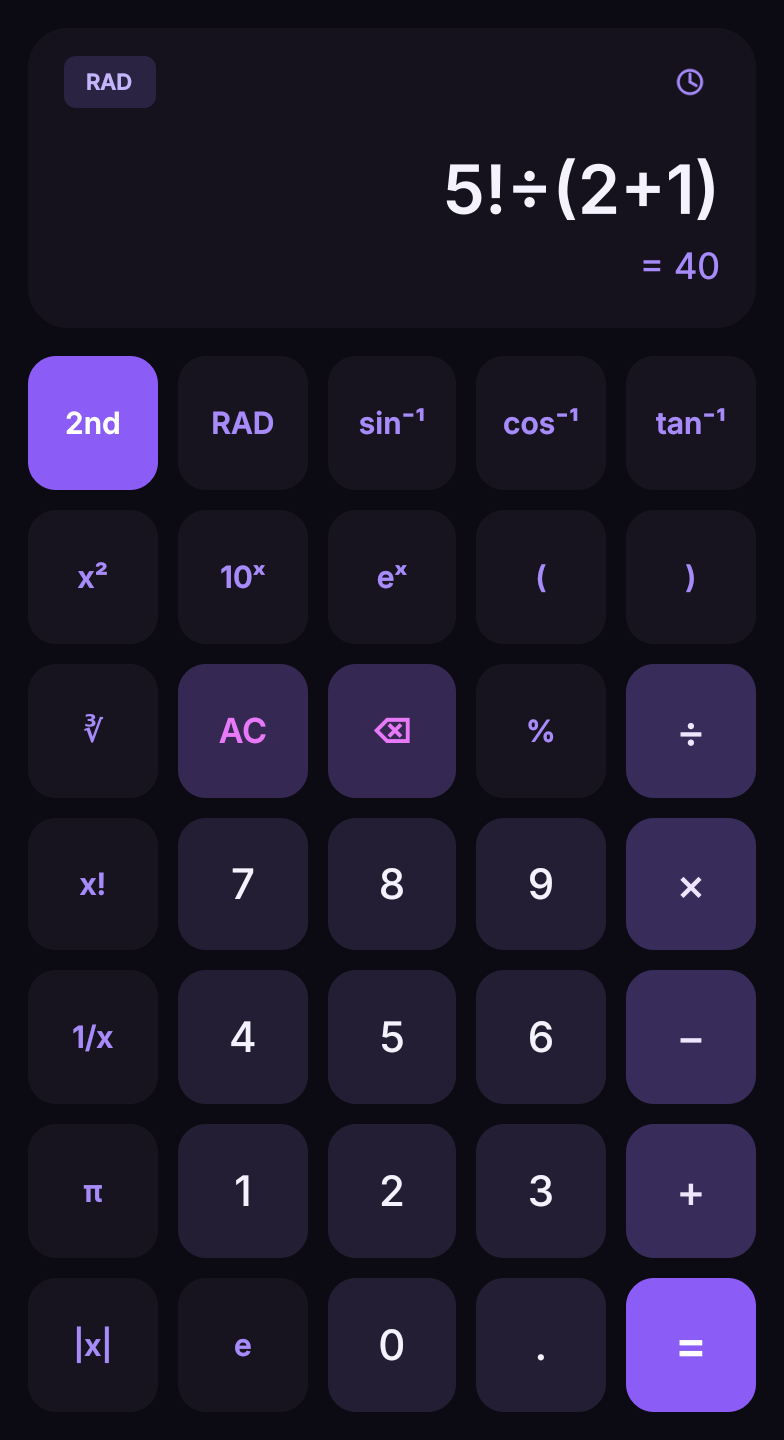 RAD
5!÷(2+1)
= 40
2nd RAD sin⁻¹ cos⁻¹ tan⁻¹
x² 10ˣ eˣ ( )
∛ AC ⌫ % ÷
x! 7 8 9 ×
1/x 4 5 6 −
π 1 2 3 +
|x| e 0 . =